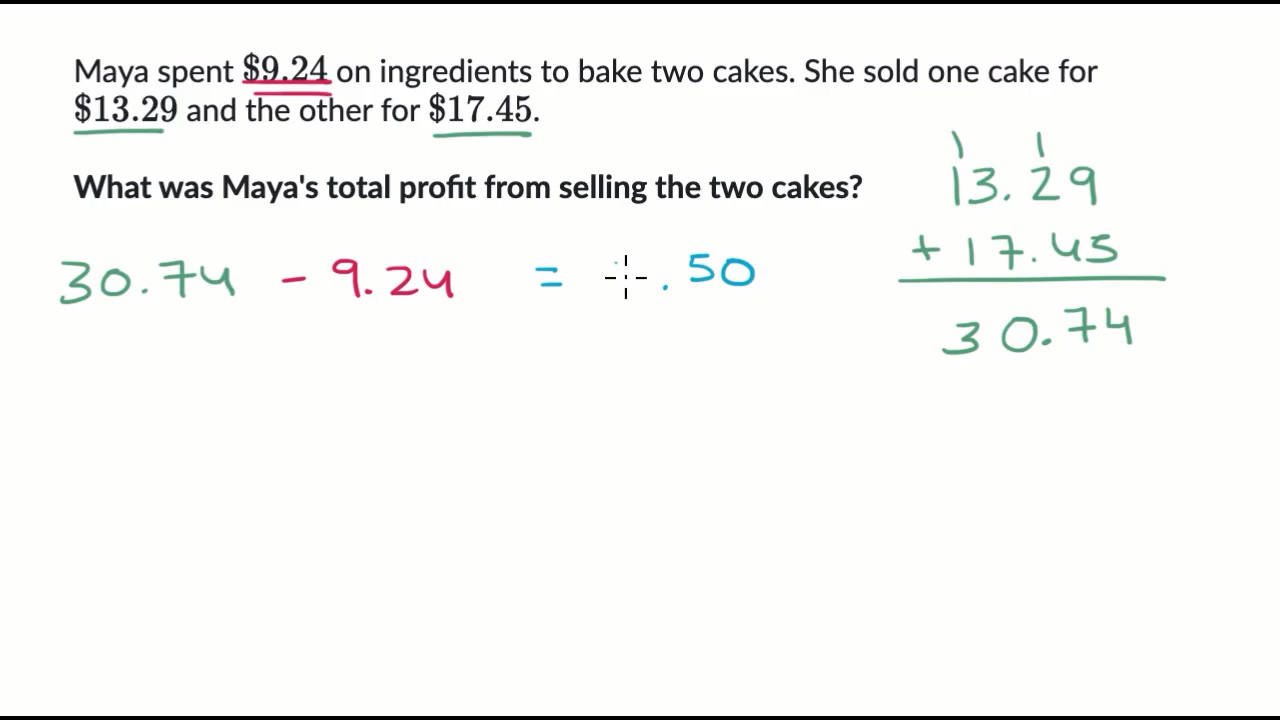 Maya spent $9.24 on ingredients to bake two cakes. She sold one cake for
$13.29 and the other for $17.45.
What was Maya's total profit from selling the two cakes?
30.74 - 9.24 = .50
1 1
13.29
+ 17.45
30.74